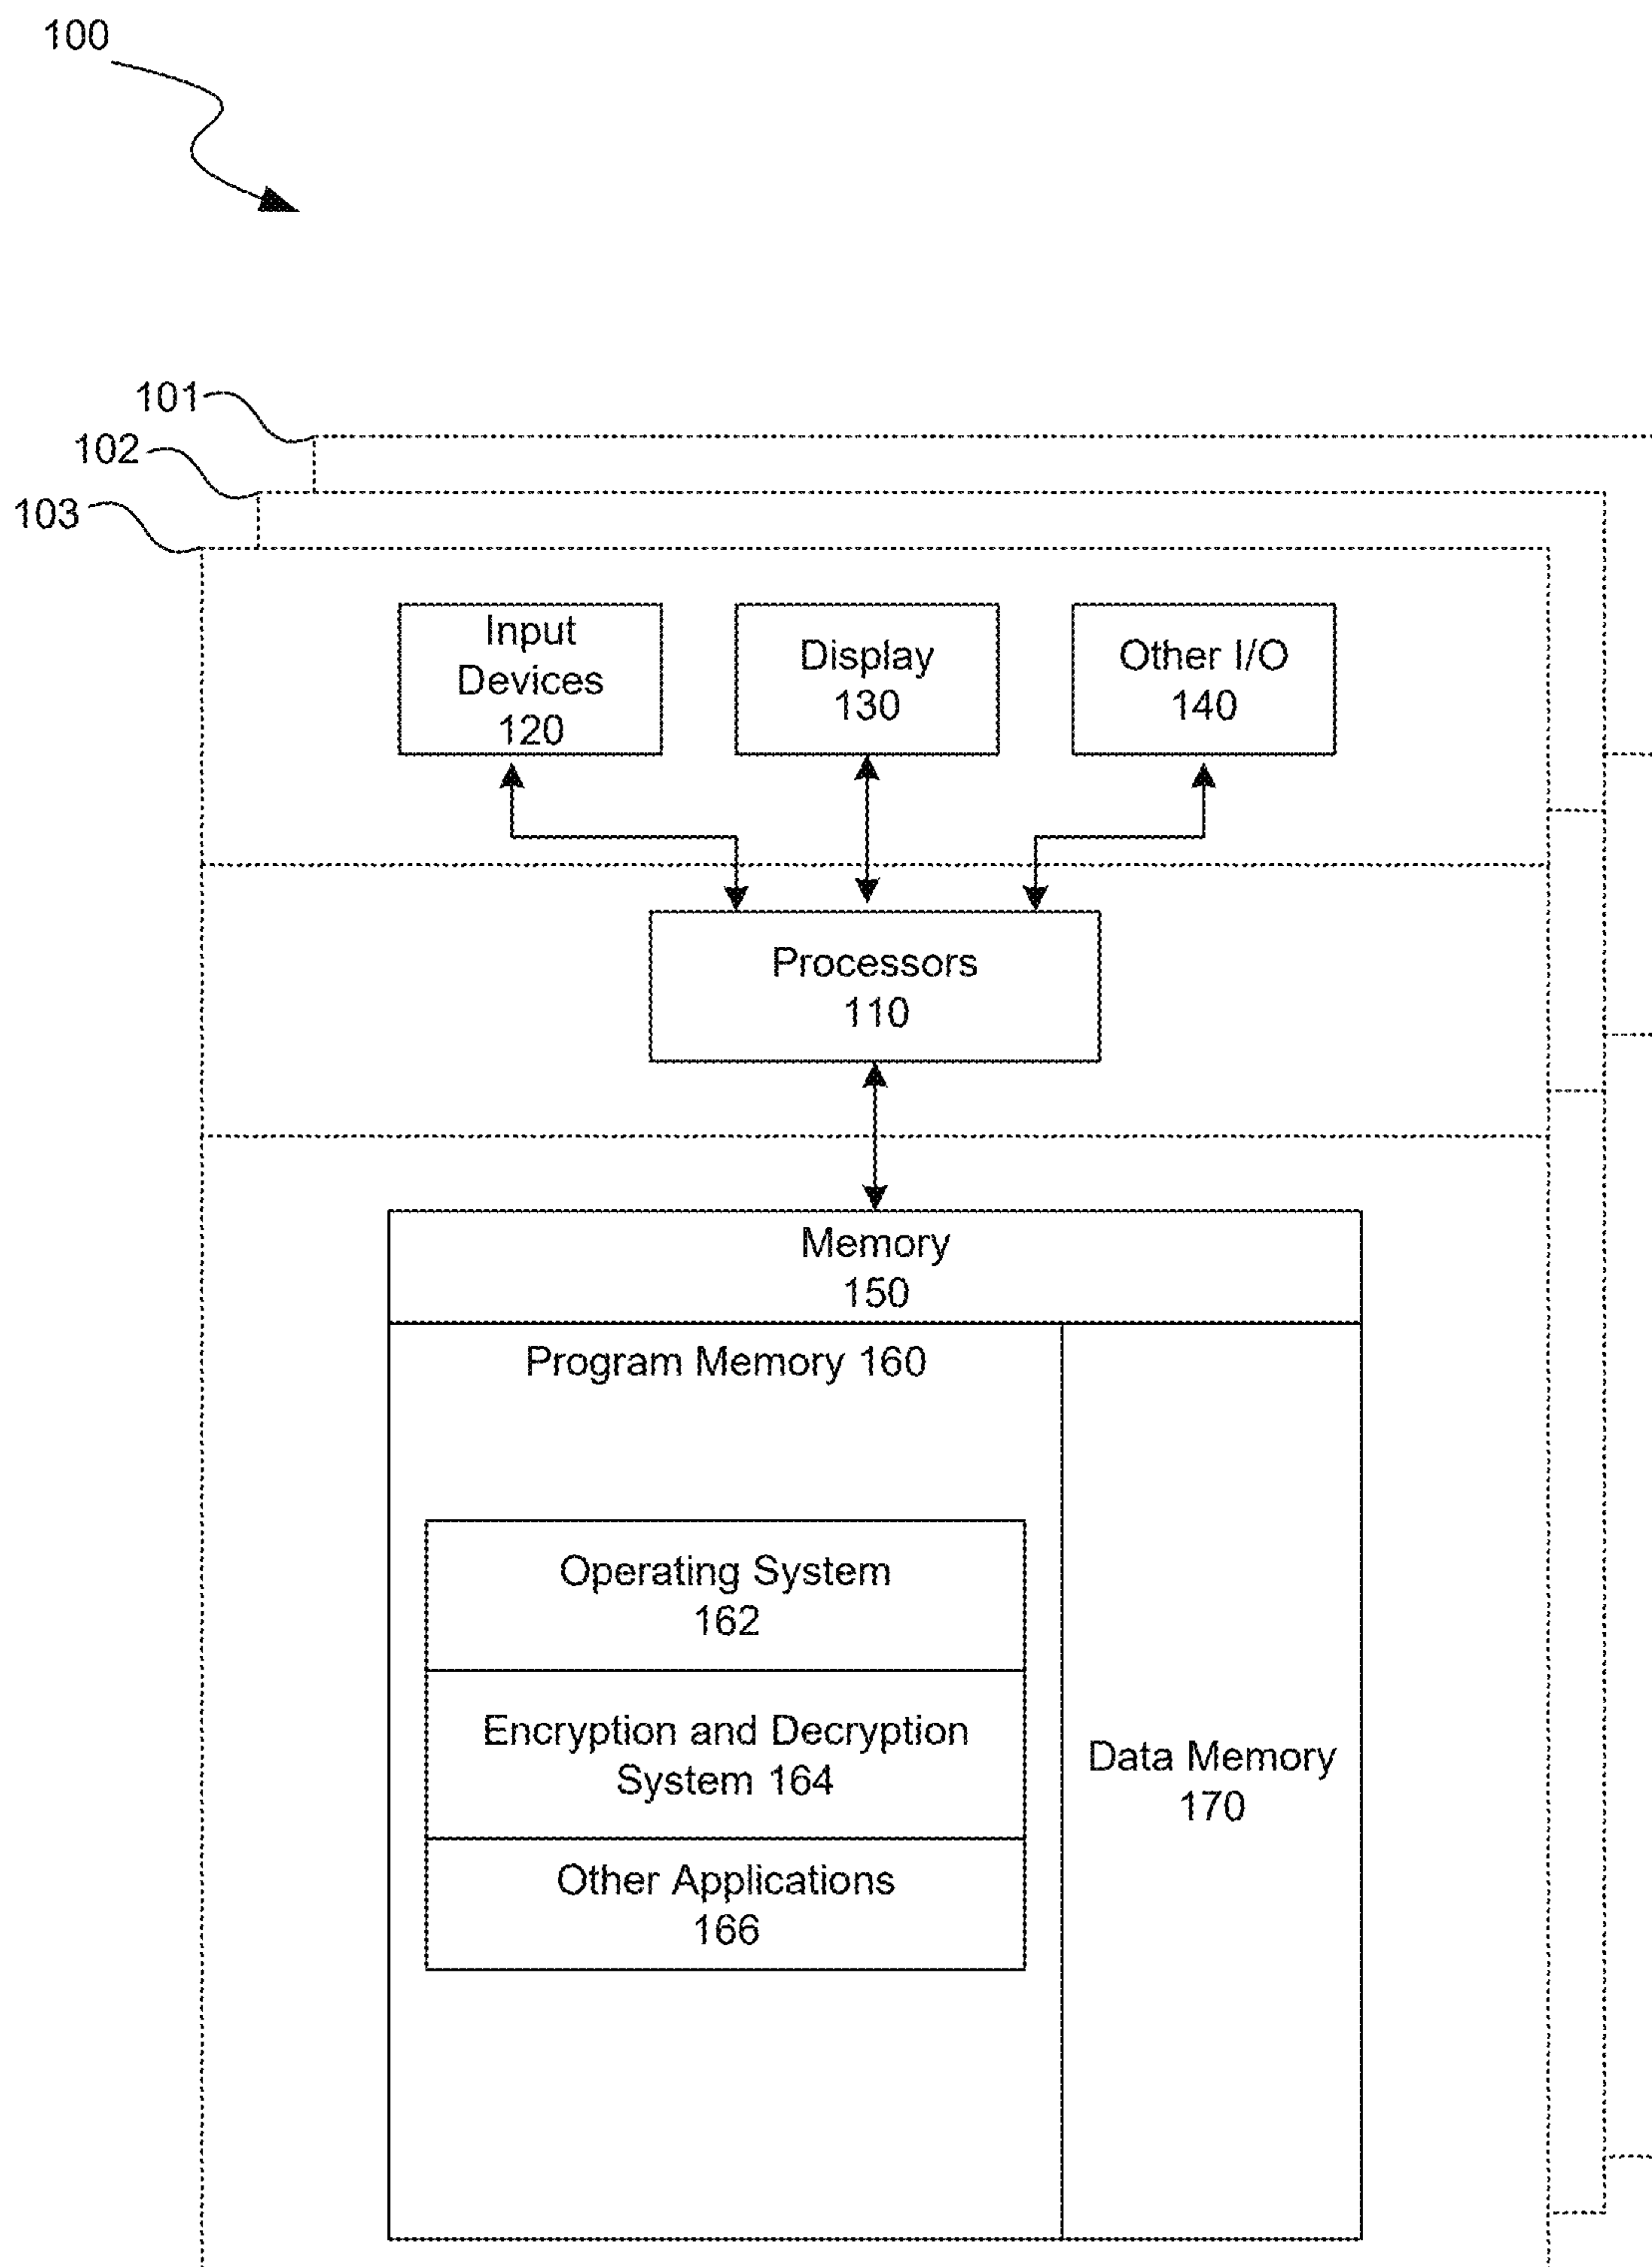 100
101
102
103
Input
Devices
120
Display
130
Other I/O
140
Processors
110
Memory
150
Program Memory 160
Operating System
162
Encryption and Decryption
System 164
Other Applications
166
Data Memory
170